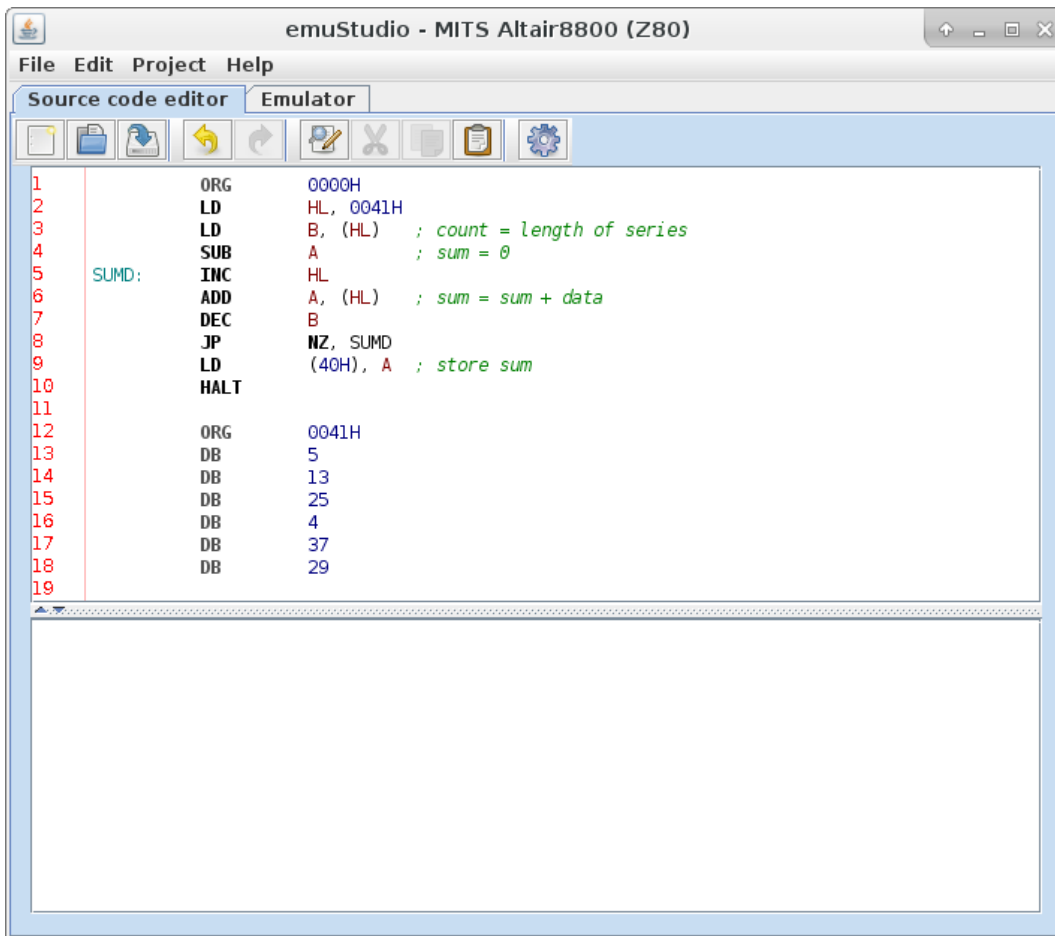 emuStudio - MITS Altair8800 (Z80)
File Edit Project Help
Source code editor Emulator
1 ORG 0000H
2 LD HL, 0041H
3 LD B, (HL) ; count = length of series
4 SUB A ; sum = 0
5 SUMD: INC HL
6 ADD A, (HL) ; sum = sum + data
7 DEC B
8 JP NZ, SUMD
9 LD (40H), A ; store sum
10 HALT
11
12 ORG 0041H
13 DB 5
14 DB 13
15 DB 25
16 DB 4
17 DB 37
18 DB 29
19